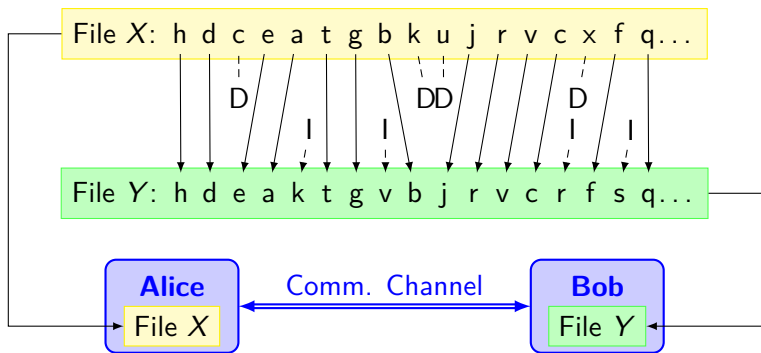 File X: h d c e a t g b k u j r v c x f q...
D DD D
I I I I
File Y: h d e a k t g v b j r v c r f s q...
Alice Comm. Channel Bob
File X File Y